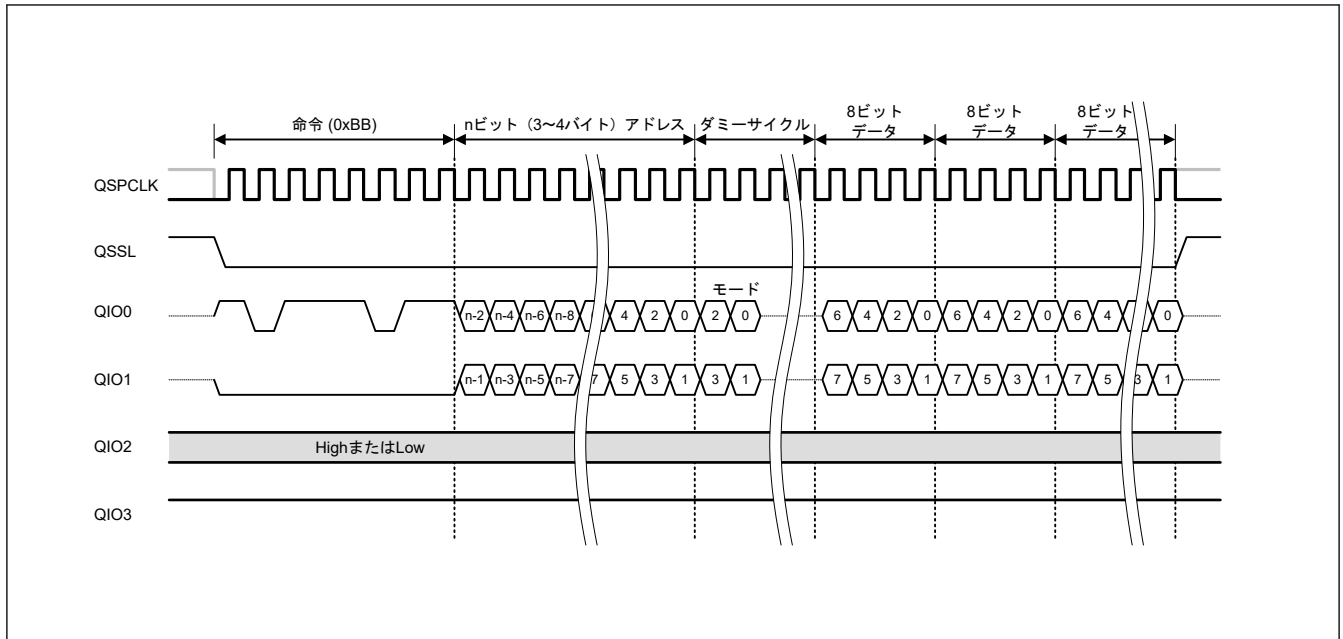 命令 (0xBB)
nビット（3～4バイト）アドレス
ダミーサイクル
8ビット
データ
8ビット
データ
8ビット
データ
QSPCLK
QSSL
モード
QIO0
n-2 n-4 n-6 n-8 4 2 0 2 0 6 4 2 0 6 4 2 0 6 4 0
QIO1
n-1 n-3 n-5 n-7 7 5 3 1 3 1 7 5 3 1 7 5 3 1 7 5 3 1
QIO2
HighまたはLow
QIO3